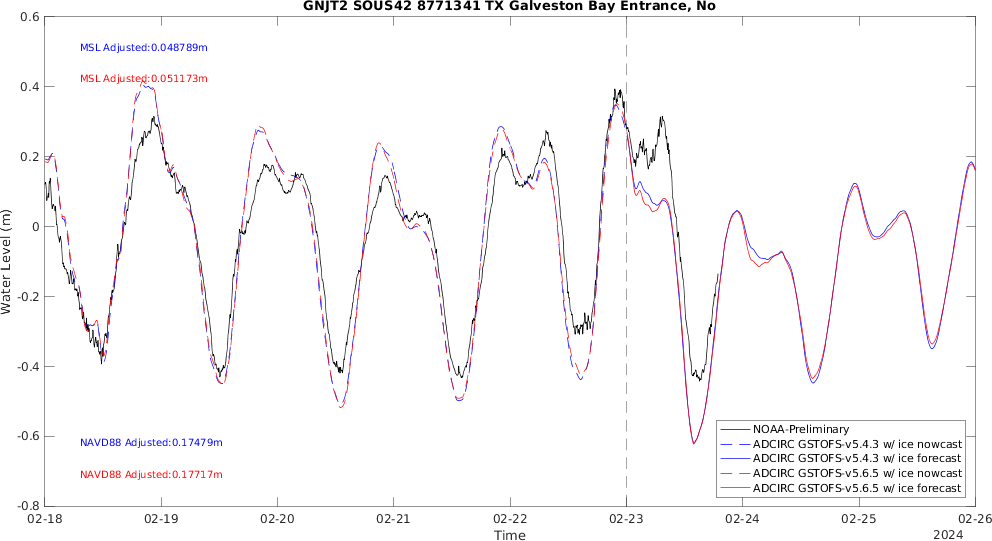 GNJT2 SOUS42 8771341 TX Galveston Bay Entrance, No
0.6
0.4
0.2
0
-0.2
-0.4
-0.6
-0.8
Water Level (m)
MSL Adjusted:0.048789m
MSL Adjusted:0.051173m
NAVD88 Adjusted:0.17479m
NAVD88 Adjusted:0.17717m
NOAA-Preliminary
ADCIRC GSTOFS-v5.4.3 w/ ice nowcast
ADCIRC GSTOFS-v5.4.3 w/ ice forecast
ADCIRC GSTOFS-v5.6.5 w/ ice nowcast
ADCIRC GSTOFS-v5.6.5 w/ ice forecast
02-18 02-19 02-20 02-21 02-22 02-23 02-24 02-25 02-26
Time
2024